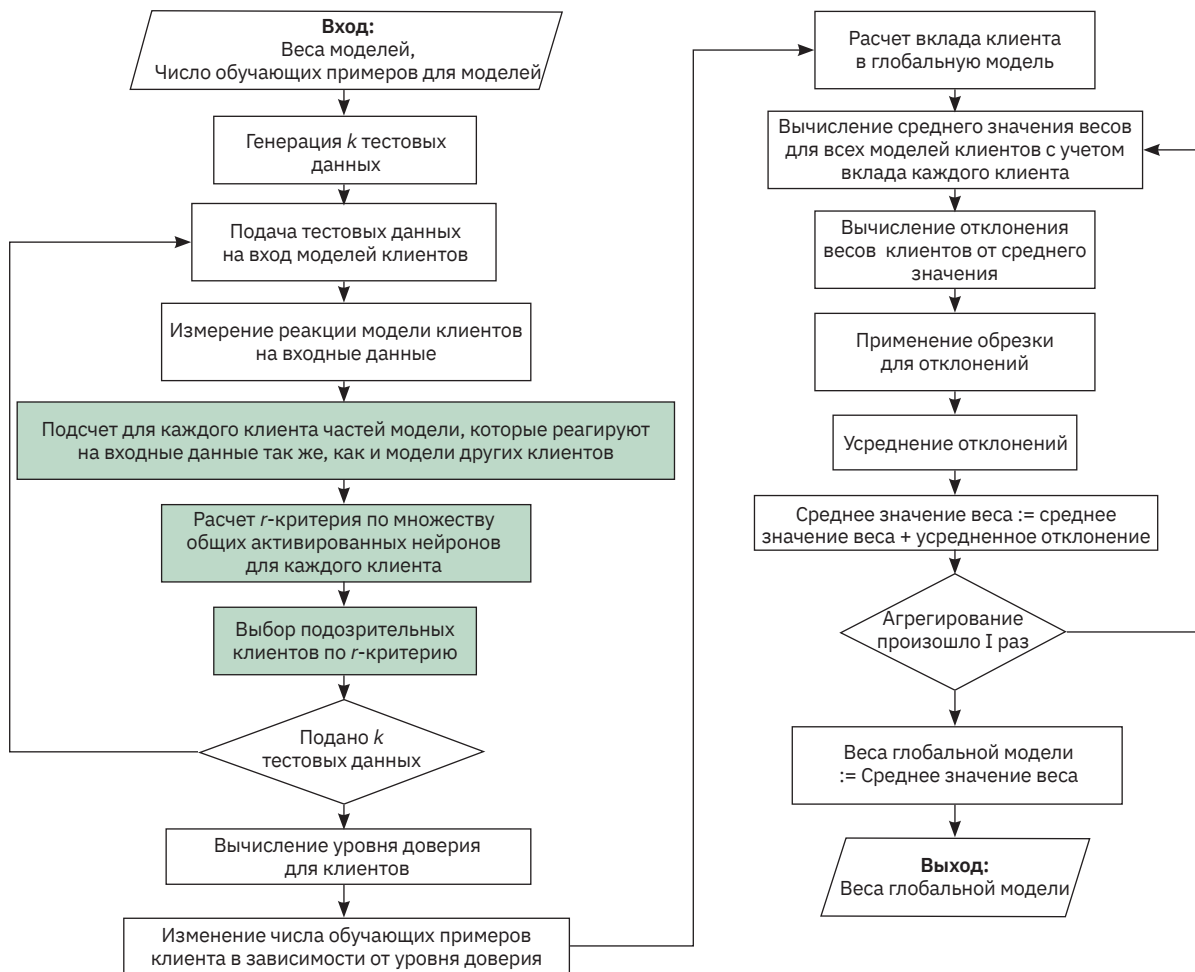 Вход:
Веса моделей,
Число обучающих примеров для моделей
Генерация k тестовых
данных
Подача тестовых данных
на вход моделей клиентов
Измерение реакции модели клиентов
на входные данные
Подсчет для каждого клиента частей модели, которые реагируют
на входные данные так же, как и модели других клиентов
Расчет r-критерия по множеству
общих активированных нейронов
для каждого клиента
Выбор подозрительных
клиентов по r-критерию
Подано k
тестовых данных
Вычисление уровня доверия
для клиентов
Изменение числа обучающих примеров
клиента в зависимости от уровня доверия
Расчет вклада клиента
в глобальную модель
Вычисление среднего значения весов
для всех моделей клиентов с учетом
вклада каждого клиента
Вычисление отклонения
весов клиентов от среднего
значения
Применение обрезки
для отклонений
Усреднение отклонений
Среднее значение веса := среднее
значение веса + усредненное отклонение
Агрегирование
произошло I раз
Веса глобальной модели
:= Среднее значение веса
Выход:
Веса глобальной модели